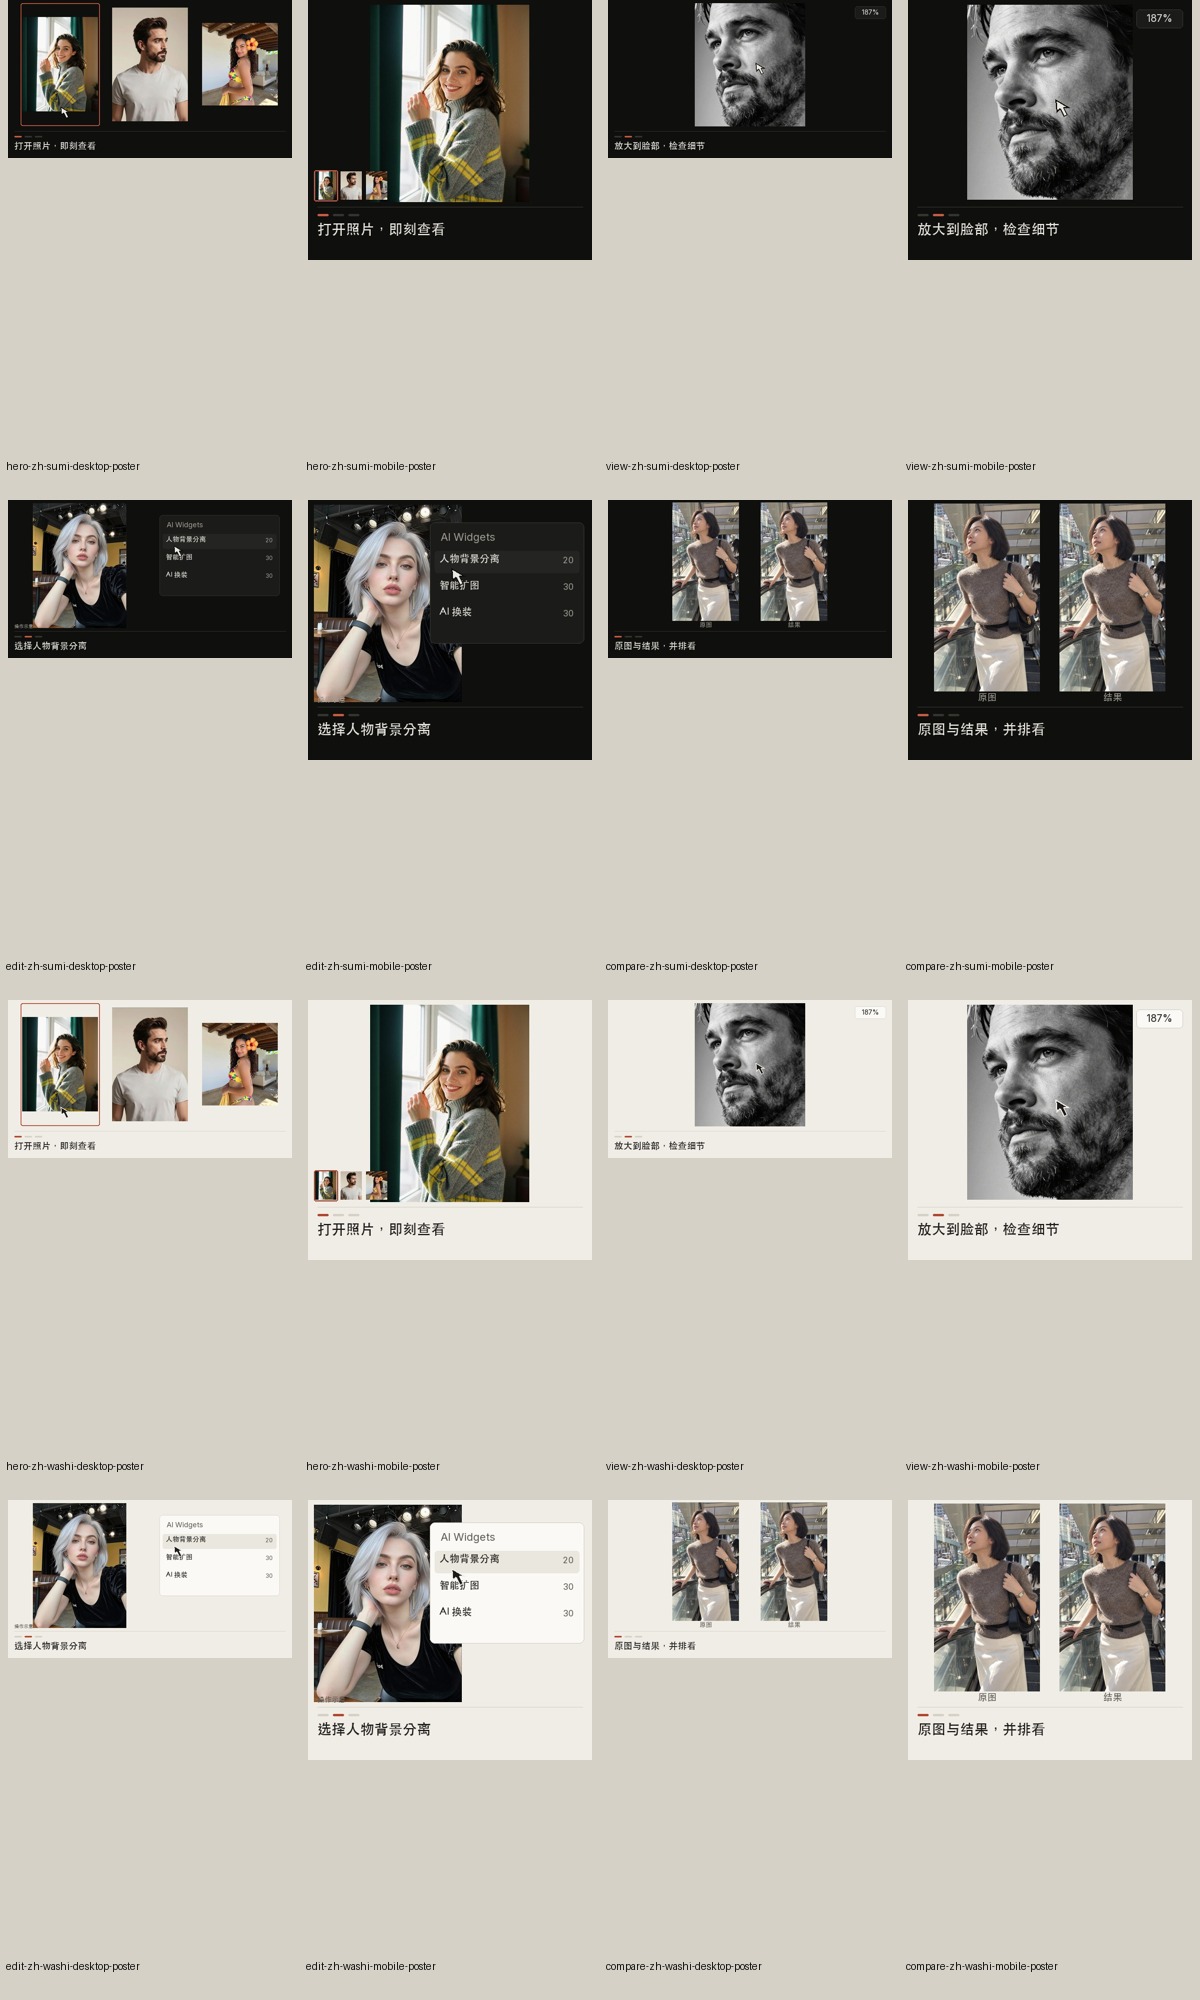 187%
187%
打开照片，即刻查看
打开照片，即刻查看
放大到脸部，检查细节
放大到脸部，检查细节
hero-zh-sumi-desktop-poster
hero-zh-sumi-mobile-poster
view-zh-sumi-desktop-poster
view-zh-sumi-mobile-poster
AI Widgets
人物背景分离 20
智能扩图 30
AI 换装 30
选择人物背景分离
AI Widgets
人物背景分离 20
智能扩图 30
AI 换装 30
选择人物背景分离
原图 结果
原图与结果，并排看
原图 结果
原图与结果，并排看
edit-zh-sumi-desktop-poster
edit-zh-sumi-mobile-poster
compare-zh-sumi-desktop-poster
compare-zh-sumi-mobile-poster
187%
187%
打开照片，即刻查看
打开照片，即刻查看
放大到脸部，检查细节
放大到脸部，检查细节
hero-zh-washi-desktop-poster
hero-zh-washi-mobile-poster
view-zh-washi-desktop-poster
view-zh-washi-mobile-poster
AI Widgets
人物背景分离 20
智能扩图 30
AI 换装 30
选择人物背景分离
AI Widgets
人物背景分离 20
智能扩图 30
AI 换装 30
选择人物背景分离
原图 结果
原图与结果，并排看
原图 结果
原图与结果，并排看
edit-zh-washi-desktop-poster
edit-zh-washi-mobile-poster
compare-zh-washi-desktop-poster
compare-zh-washi-mobile-poster